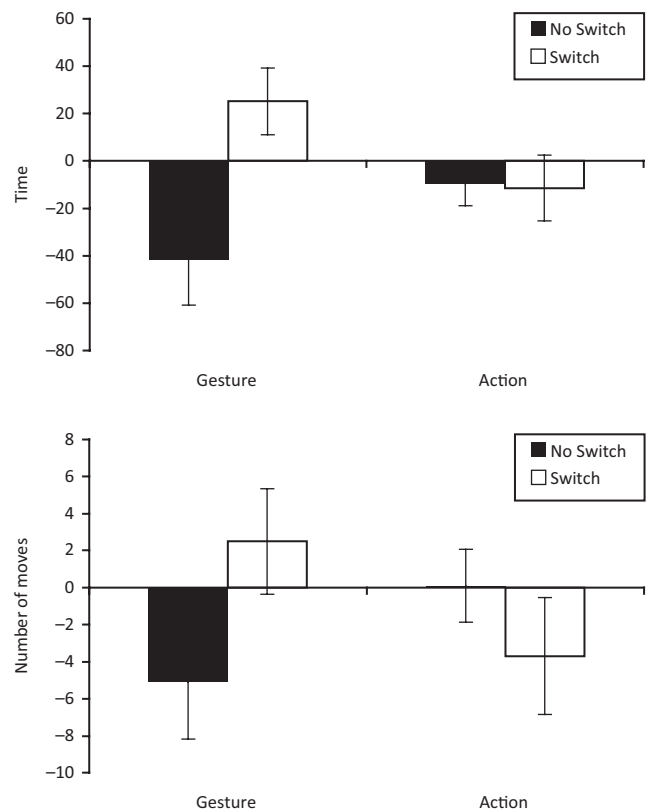 60
40
20
0
−20
−40
−60
−80
Time
No Switch
Switch
Gesture
Action
8
6
4
2
0
−2
−4
−6
−8
−10
Number of moves
No Switch
Switch
Gesture
Action